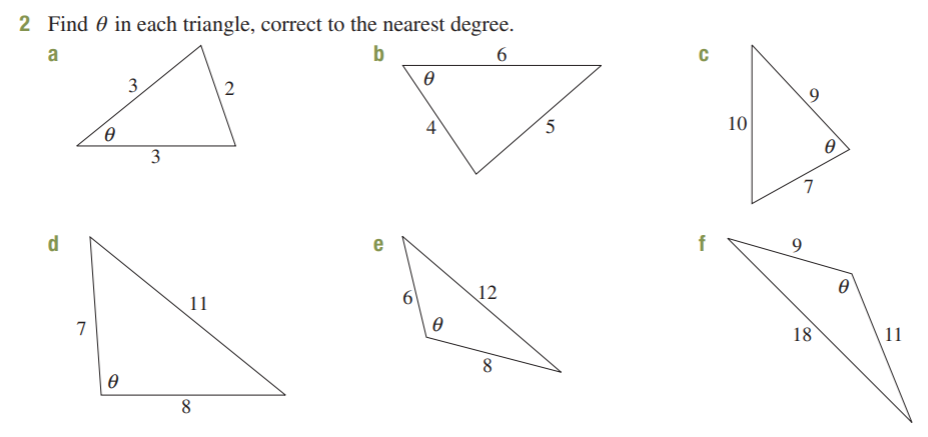 2 Find θ in each triangle, correct to the nearest degree.
a
3
2
θ
3
b
6
θ
4
5
c
9
10
θ
7
d
11
7
θ
8
e
12
6
θ
8
f
9
θ
18
11